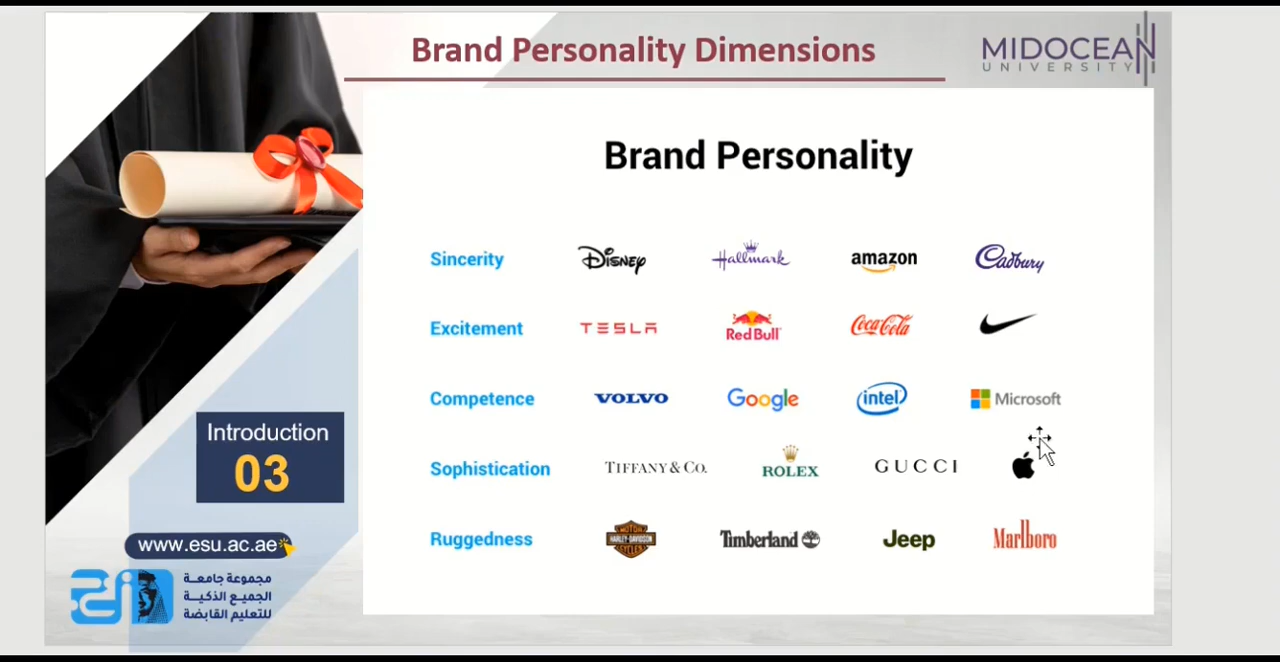 Brand Personality Dimensions
MIDOCEAN
UNIVERSITY
Brand Personality
Sincerity Disney Hallmark amazon Cadbury
Excitement TESLA Red Bull Coca-Cola
Competence VOLVO Google intel Microsoft
Sophistication TIFFANY & CO. ROLEX GUCCI
Ruggedness MOTOR HARLEY-DAVIDSON CYCLES Timberland Jeep Marlboro
Introduction
03
www.esu.ac.ae
مجموعة جامعة
الجميع الذكية
للتعليم القابضة